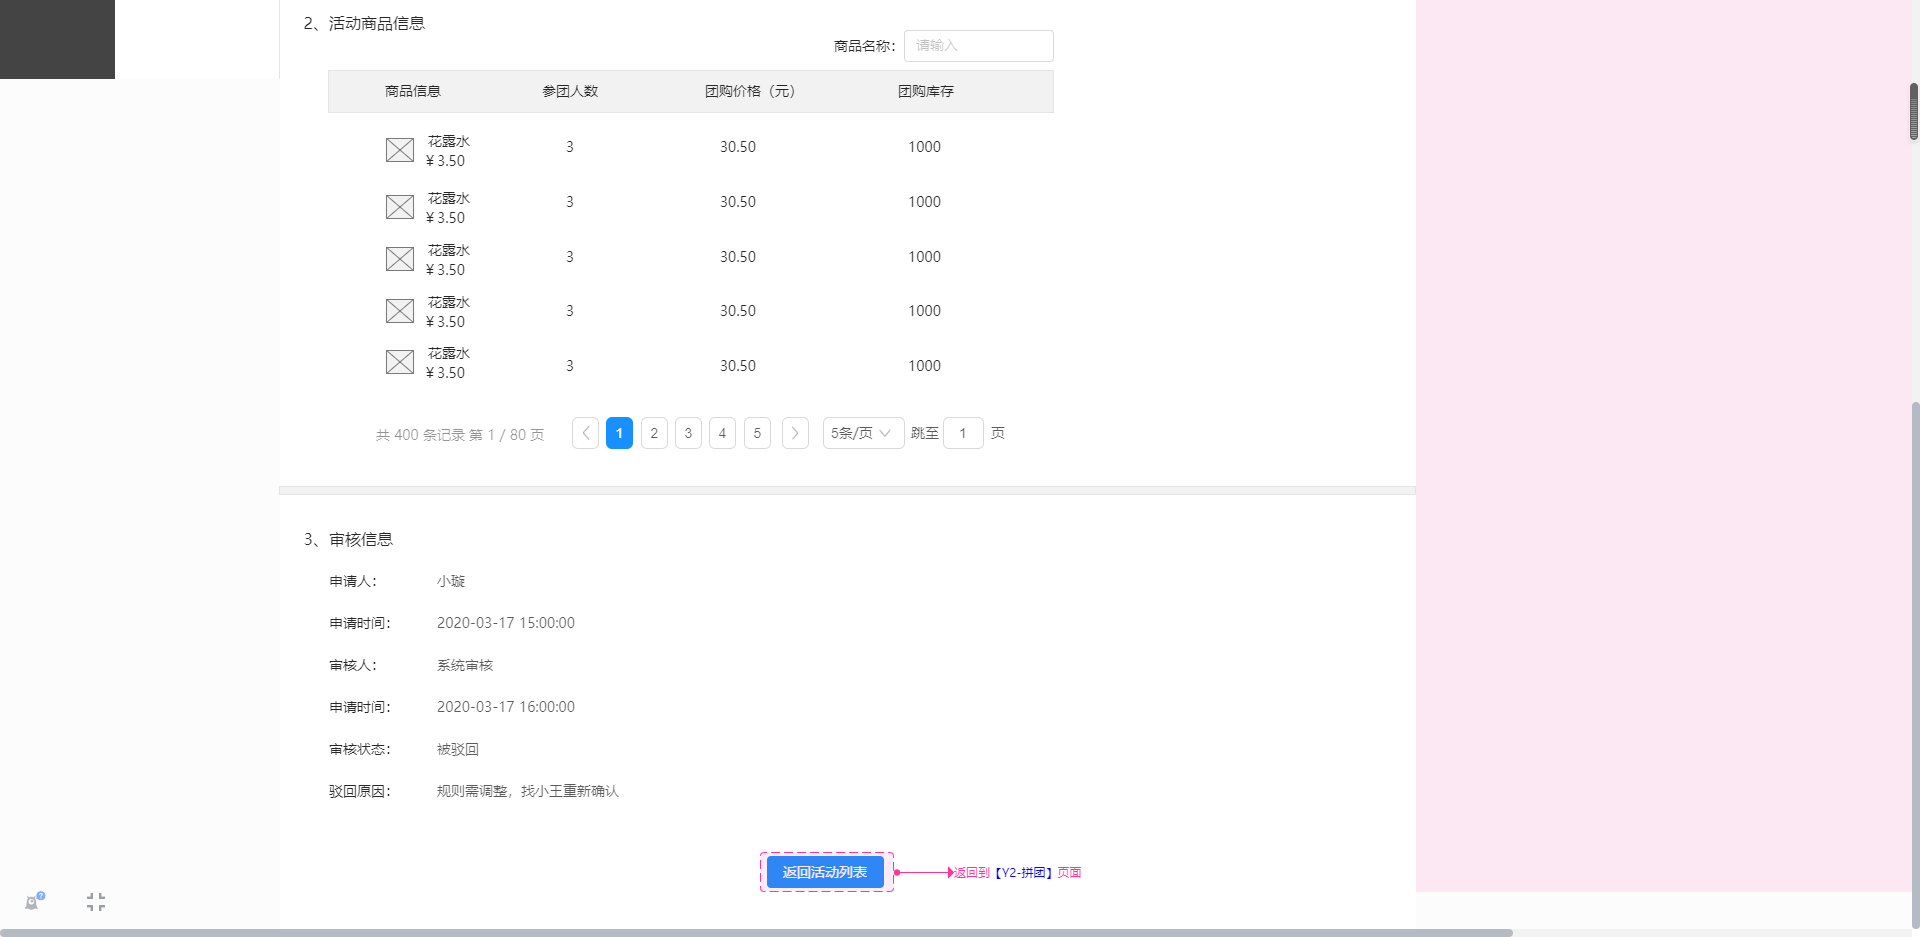 2、活动商品信息
商品名称： 请输入
商品信息 参团人数 团购价格（元） 团购库存
花露水
¥ 3.50 3 30.50 1000
花露水
¥ 3.50 3 30.50 1000
花露水
¥ 3.50 3 30.50 1000
花露水
¥ 3.50 3 30.50 1000
花露水
¥ 3.50 3 30.50 1000
共 400 条记录 第 1 / 80 页 1 2 3 4 5 5条/页 跳至 1 页
3、审核信息
申请人： 小璇
申请时间： 2020-03-17 15:00:00
审核人： 系统审核
申请时间： 2020-03-17 16:00:00
审核状态： 被驳回
驳回原因： 规则需调整，找小王重新确认
返回活动列表 返回到【Y2-拼团】页面
?